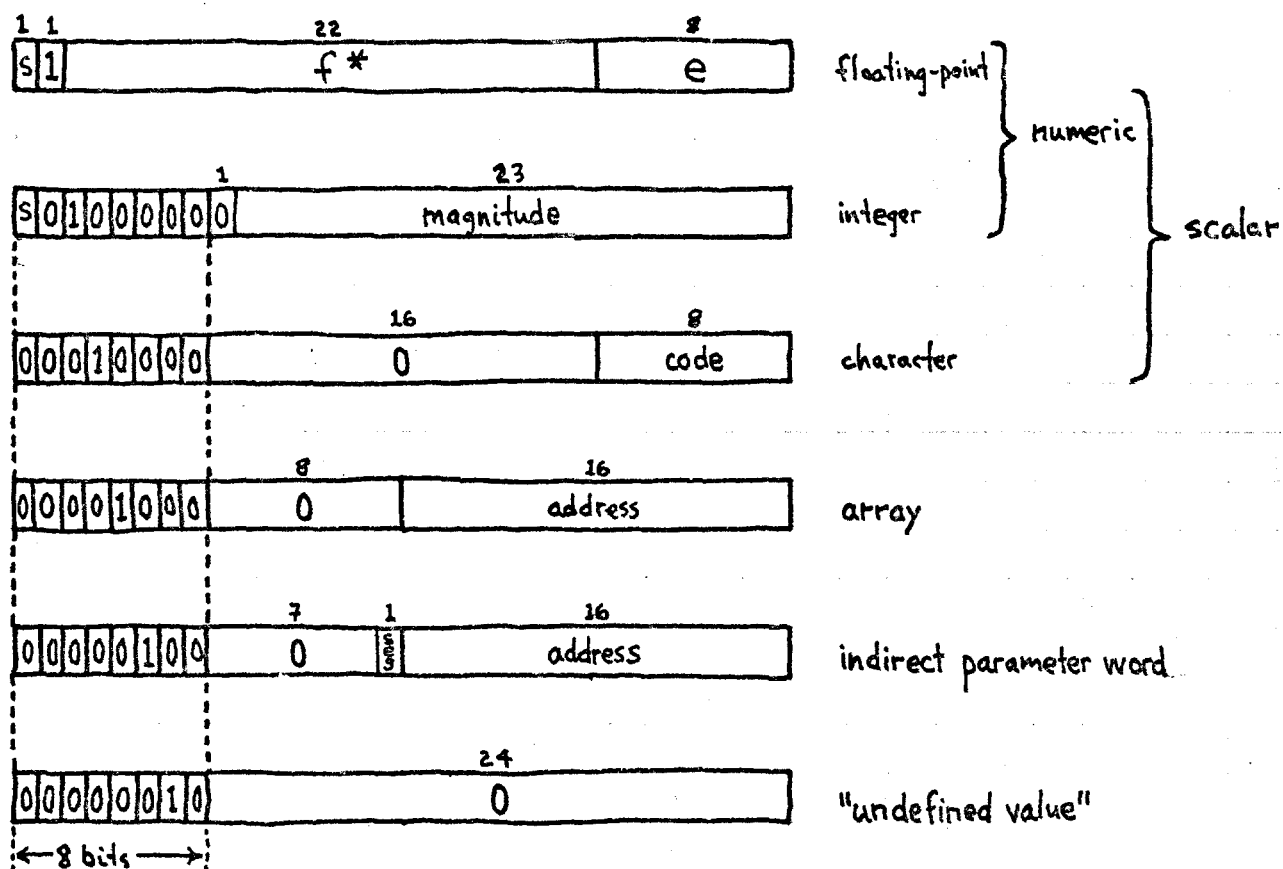 1 1 22 8
s 1 f* e floating-point
numeric
1 23
s 0 1 0 0 0 0 0 0 magnitude integer
scalar
16 8
0 0 0 1 0 0 0 0 0 code character
8 16
0 0 0 0 1 0 0 0 0 address array
7 1 16
0 0 0 0 0 1 0 0 0 address indirect parameter word
24
0 0 0 0 0 0 1 0 0 "undefined value"
8 bits